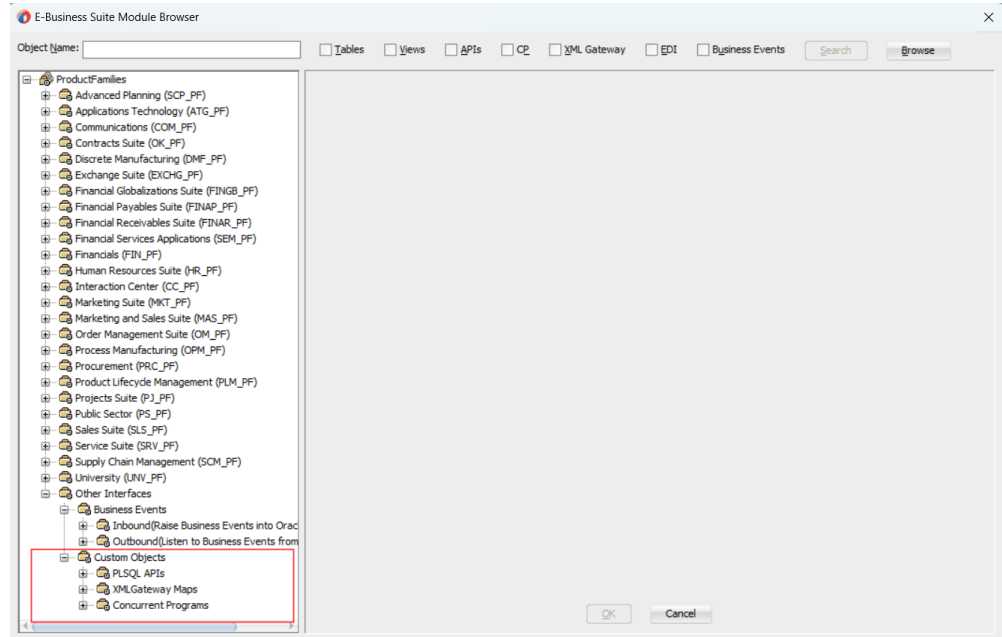 E-Business Suite Module Browser
Object Name: Tables Views APIs CP XML Gateway EDI Business Events Search Browse
ProductFamilies
Advanced Planning (SCP_PF)
Applications Technology (ATG_PF)
Communications (COM_PF)
Contracts Suite (OK_PF)
Discrete Manufacturing (DMF_PF)
Exchange Suite (EXCHG_PF)
Financial Globalizations Suite (FINGB_PF)
Financial Payables Suite (FINAP_PF)
Financial Receivables Suite (FINAR_PF)
Financial Services Applications (SEM_PF)
Financials (FIN_PF)
Human Resources Suite (HR_PF)
Interaction Center (CC_PF)
Marketing Suite (MKT_PF)
Marketing and Sales Suite (MAS_PF)
Order Management Suite (OM_PF)
Process Manufacturing (OPM_PF)
Procurement (PRC_PF)
Product Lifecycle Management (PLM_PF)
Projects Suite (PJ_PF)
Public Sector (PS_PF)
Sales Suite (SLS_PF)
Service Suite (SRV_PF)
Supply Chain Management (SCM_PF)
University (UNV_PF)
Other Interfaces
Business Events
Inbound(Raise Business Events into Orac
Outbound(Listen to Business Events from
Custom Objects
PLSQL APIs
XMLGateway Maps
Concurrent Programs
OK Cancel